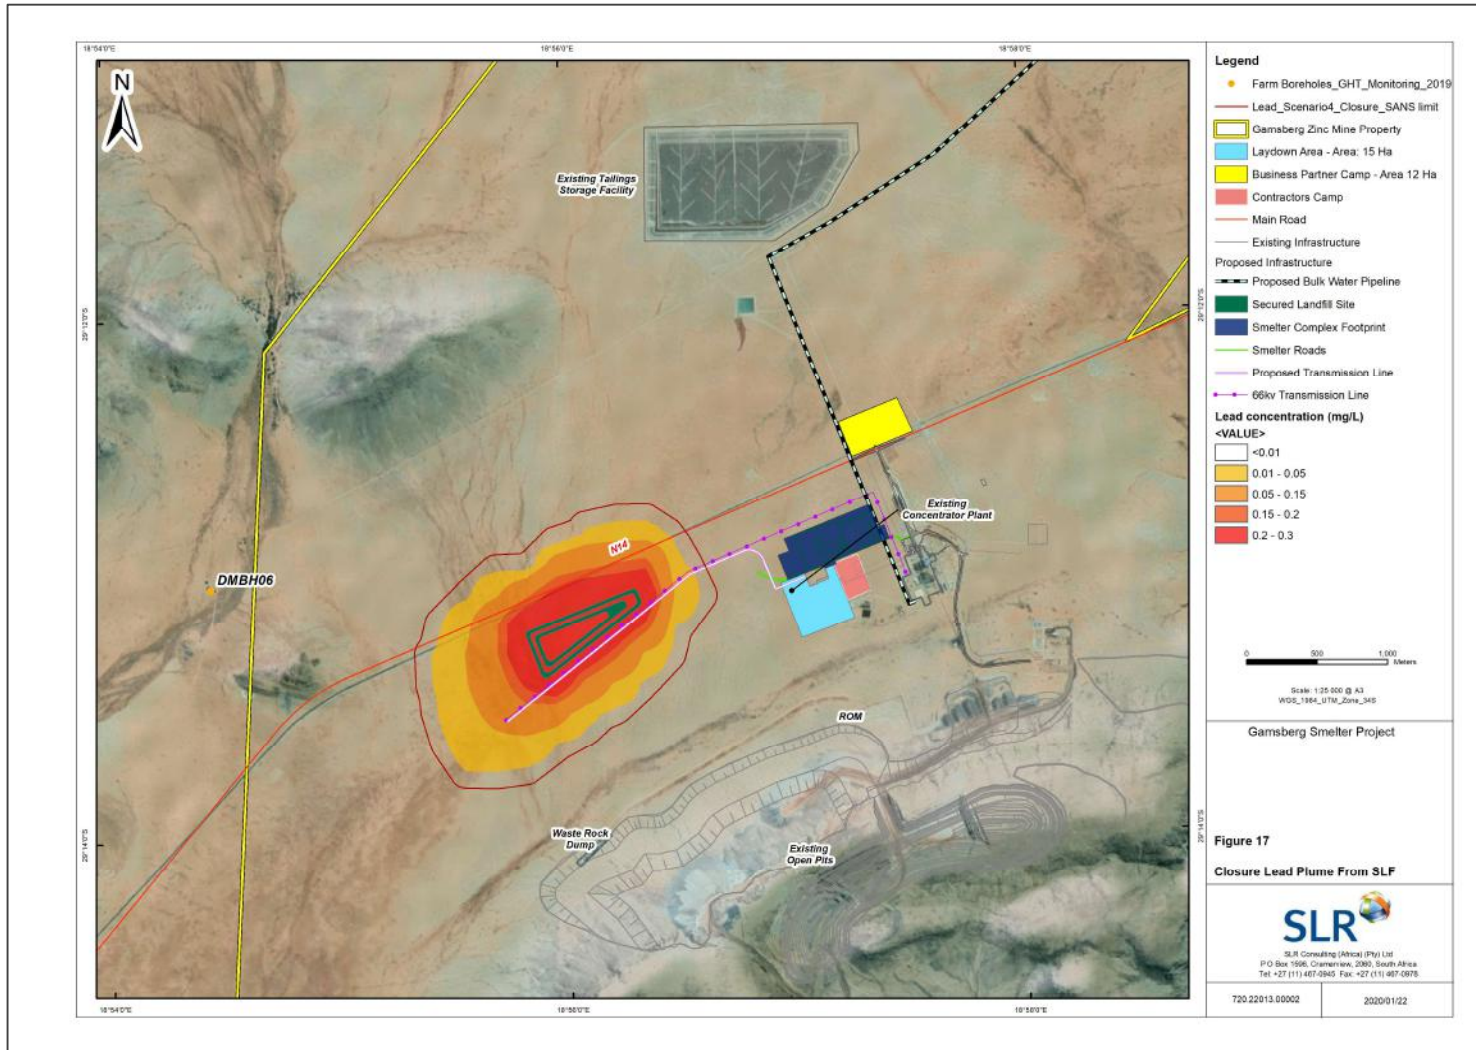 18°54'0"E
18°56'0"E
18°58'0"E
N
Existing Tailings
Storage Facility
29°12'0"S
29°12'0"S
Existing
Concentrator Plant
N14
DMBH06
ROM
Waste Rock
Dump
Existing
Open Pits
29°14'0"S
29°14'0"S
18°54'0"E
18°56'0"E
18°58'0"E
Legend
Farm Boreholes_GHT_Monitoring_2019
Lead_Scenario4_Closure_SANS limit
Gamsberg Zinc Mine Property
Laydown Area - Area: 15 Ha
Business Partner Camp - Area 12 Ha
Contractors Camp
Main Road
Existing Infrastructure
Proposed Infrastructure
Proposed Bulk Water Pipeline
Secured Landfill Site
Smelter Complex Footprint
Smelter Roads
Proposed Transmission Line
66kv Transmission Line
Lead concentration (mg/L)
<VALUE>
<0.01
0.01 - 0.05
0.05 - 0.15
0.15 - 0.2
0.2 - 0.3
0 500 1,000
Meters
Scale: 1:25 000 @ A3
WGS_1984_UTM_Zone_34S
Gamsberg Smelter Project
Figure 17
Closure Lead Plume From SLF
SLR
SLR Consulting (Africa) (Pty) Ltd
P O Box 1596, Cramerview, 2060, South Africa
Tel: +27 (11) 467-0945 Fax: +27 (11) 467-0978
720.22013.00002
2020/01/22